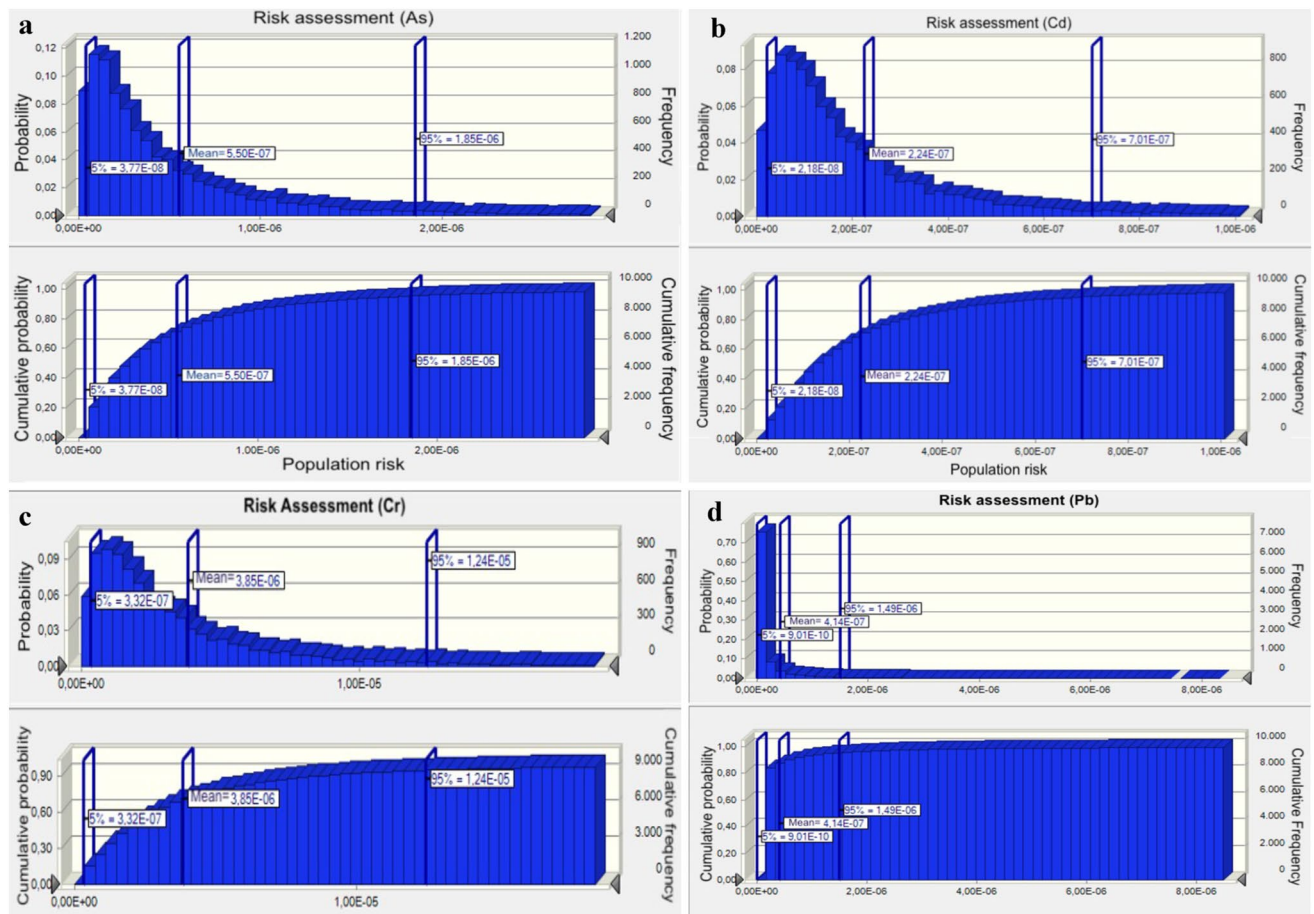 a
Risk assessment (As)
Probability
0,12
0,10
0,08
0,06
0,04
0,02
0,00
1.200
1.000
800
600
400
200
0
Frequency
5% = 3,77E-08
Mean= 5,50E-07
95% = 1,85E-06
0,00E+00
1,00E-06
2,00E-06
Cumulative probability
1,00
0,80
0,60
0,40
0,20
0,00
10.000
8.000
6.000
4.000
2.000
0
Cumulative frequency
5% = 3,77E-08
Mean= 5,50E-07
95% = 1,85E-06
0,00E+00
1,00E-06
2,00E-06
Population risk
b
Risk assessment (Cd)
Probability
0,08
0,06
0,04
0,02
0,00
800
600
400
200
0
Frequency
5% = 2,18E-08
Mean= 2,24E-07
95% = 7,01E-07
0,00E+00
2,00E-07
4,00E-07
6,00E-07
8,00E-07
1,00E-06
Cumulative probability
1,00
0,80
0,60
0,40
0,20
0,00
10.000
8.000
6.000
4.000
2.000
0
Cumulative frequency
5% = 2,18E-08
Mean= 2,24E-07
95% = 7,01E-07
0,00E+00
2,00E-07
4,00E-07
6,00E-07
8,00E-07
1,00E-06
Population risk
c
Risk Assessment (Cr)
Probability
0,09
0,06
0,03
0,00
900
600
300
0
Frequency
5% = 3,32E-07
Mean= 3,85E-06
95% = 1,24E-05
0,00E+00
1,00E-05
Cumulative probability
0,90
0,60
0,30
0,00
9.000
6.000
3.000
0
Cumulative frequency
5% = 3,32E-07
Mean= 3,85E-06
95% = 1,24E-05
0,00E+00
1,00E-05
d
Risk assessment (Pb)
Probability
0,70
0,60
0,50
0,40
0,30
0,20
0,10
0,00
7.000
6.000
5.000
4.000
3.000
2.000
1.000
0
Frequency
5% = 9,01E-10
Mean= 4,14E-07
95% = 1,49E-06
0,00E+00
2,00E-06
4,00E-06
6,00E-06
8,00E-06
Cumulative probability
1,00
0,80
0,60
0,40
0,20
0,00
10.000
8.000
6.000
4.000
2.000
0
Cumulative Frequency
5% = 9,01E-10
Mean= 4,14E-07
95% = 1,49E-06
0,00E+00
2,00E-06
4,00E-06
6,00E-06
8,00E-06